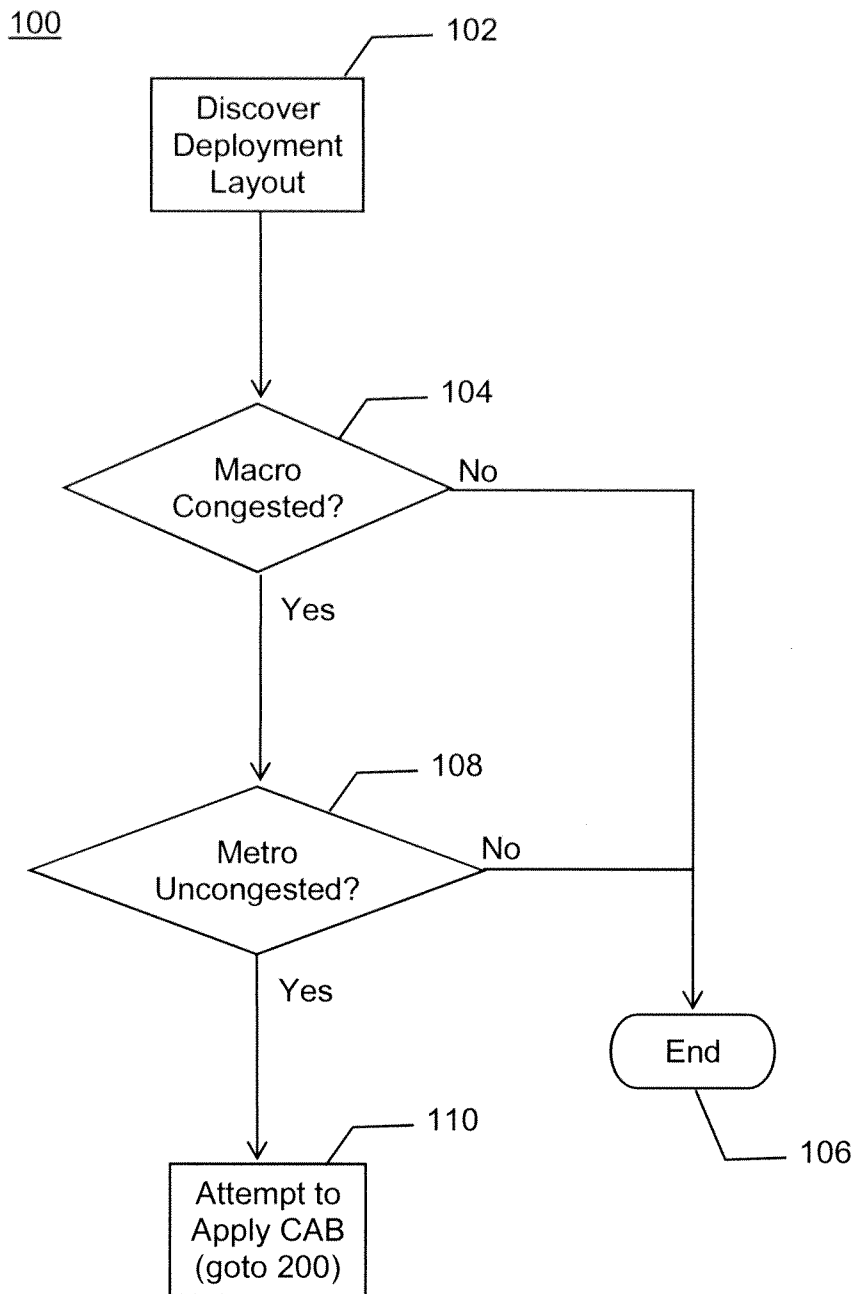 100
102
Discover
Deployment
Layout
104
Macro
Congested?
No
Yes
108
Metro
Uncongested?
No
Yes
End
106
110
Attempt to
Apply CAB
(goto 200)